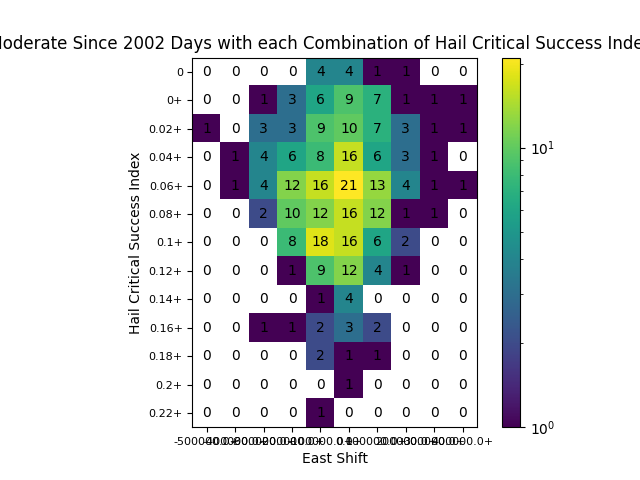 Moderate Since 2002 Days with each Combination of Hail Critical Success Inde
0 0 0 0 0 4 4 1 1 0 0
0+ 0 0 1 3 6 9 7 1 1 1
0.02+ 1 0 3 3 9 10 7 3 1 1
0.04+ 0 1 4 6 8 16 6 3 1 0
0.06+ 0 1 4 12 16 21 13 4 1 1
0.08+ 0 0 2 10 12 16 12 1 1 0
0.1+ 0 0 0 8 18 16 6 2 0 0
0.12+ 0 0 0 1 9 12 4 1 0 0
0.14+ 0 0 0 0 1 4 0 0 0 0
0.16+ 0 0 1 1 2 3 2 0 0 0
0.18+ 0 0 0 0 2 1 1 0 0 0
0.2+ 0 0 0 0 0 1 0 0 0 0
0.22+ 0 0 0 0 1 0 0 0 0 0
Hail Critical Success Index
East Shift
10¹
10⁰